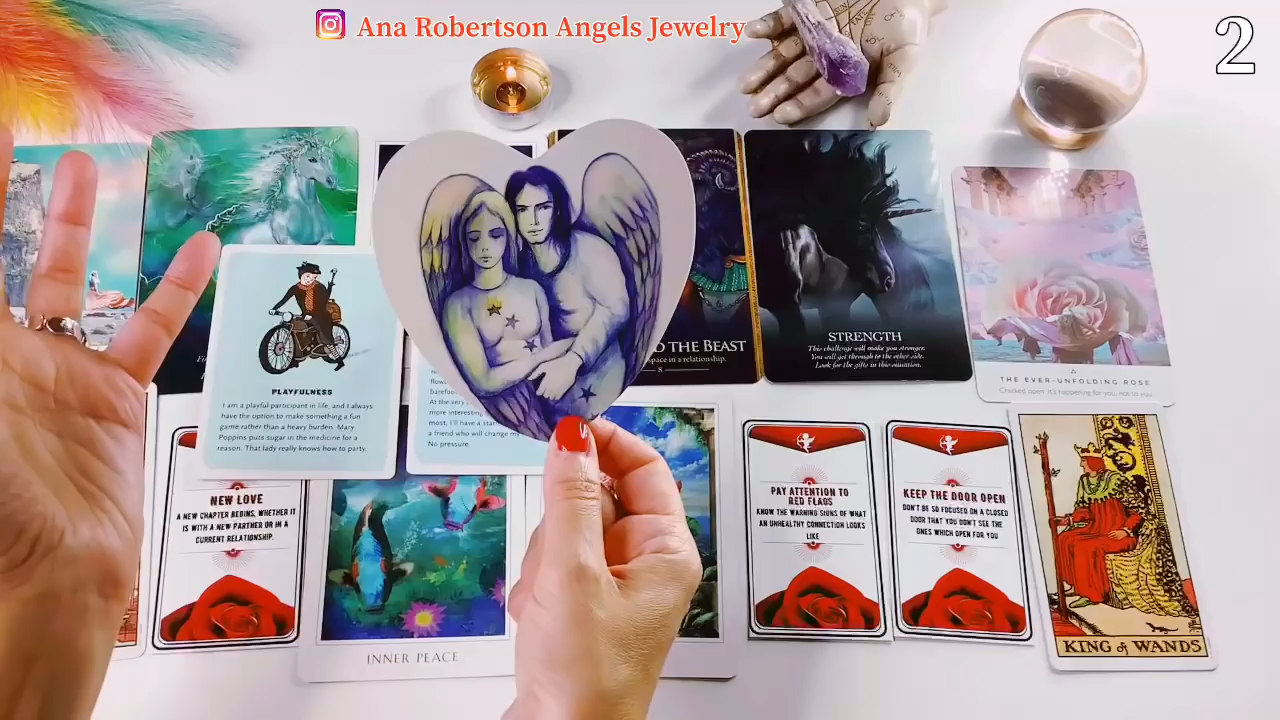 Ana Robertson Angels Jewelry
2
TO THE BEAST
space in a relationship.
8
STRENGTH
This challenge will make you stronger.
You will get through to the other side.
Look for the gifts in this situation.
THE EVER-UNFOLDING ROSE
Cracked open. It's happening for you, not to you.
PLAYFULNESS
I am a playful participant in life, and I always
have the option to make something a fun
game rather than a heavy burden. Mary
Poppins puts sugar in the medicine for a
reason. That lady really knows how to party.
barefoo
At the very
more interesting
most, I'll have a star
a friend who will change my
No pressure.
NEW LOVE
A NEW CHAPTER BEGINS, WHETHER IT
IS WITH A NEW PARTNER OR IN A
CURRENT RELATIONSHIP.
INNER PEACE
PAY ATTENTION TO
RED FLAGS
KNOW THE WARNING SIGNS OF WHAT
AN UNHEALTHY CONNECTION LOOKS
LIKE
KEEP THE DOOR OPEN
DON'T BE SO FOCUSED ON A CLOSED
DOOR THAT YOU DON'T SEE THE
ONES WHICH OPEN FOR YOU
KING of WANDS